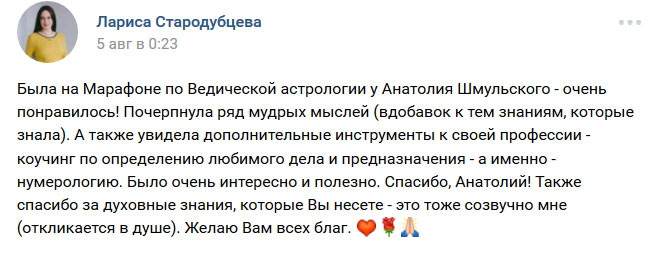 Лариса Стародубцева
5 авг в 0:23
Была на Марафоне по Ведической астрологии у Анатолия Шмульского - очень
понравилось! Почерпнула ряд мудрых мыслей (вдобавок к тем знаниям, которые
знала). А также увидела дополнительные инструменты к своей профессии -
коучинг по определению любимого дела и предназначения - а именно -
нумерологию. Было очень интересно и полезно. Спасибо, Анатолий! Также
спасибо за духовные знания, которые Вы несете - это тоже созвучно мне
(откликается в душе). Желаю Вам всех благ. ❤️🌹🙏🏻